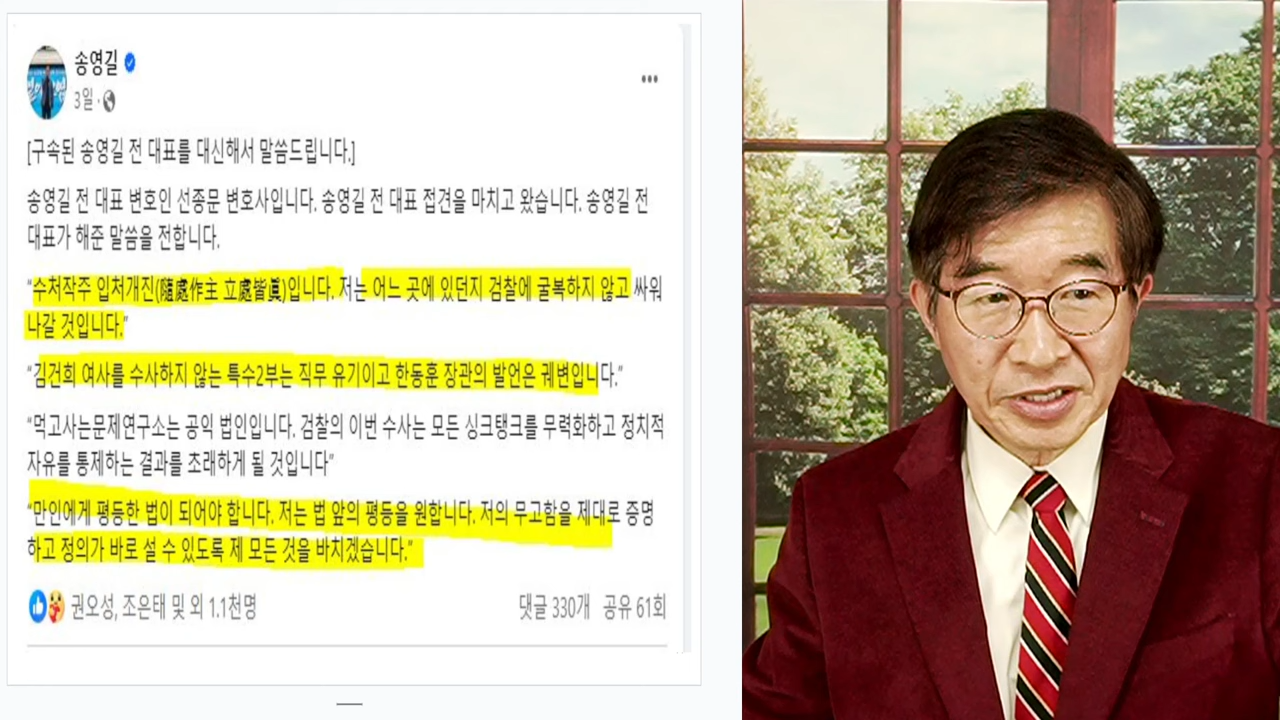 송영길
3일
[구속된 송영길 전 대표를 대신해서 말씀드립니다.]
송영길 전 대표 변호인 선종문 변호사입니다. 송영길 전 대표 접견을 마치고 왔습니다. 송영길 전
대표가 해준 말씀을 전합니다.
“수처작주 입처개진(隨處作主 立處皆眞)입니다. 저는 어느 곳에 있던지 검찰에 굴복하지 않고 싸워
나갈 것입니다.”
“김건희 여사를 수사하지 않는 특수2부는 직무 유기이고 한동훈 장관의 발언은 궤변입니다.”
“먹고사는문제연구소는 공익 법인입니다. 검찰의 이번 수사는 모든 싱크탱크를 무력화하고 정치적
자유를 통제하는 결과를 초래하게 될 것입니다”
“만인에게 평등한 법이 되어야 합니다. 저는 법 앞의 평등을 원합니다. 저의 무고함을 제대로 증명
하고 정의가 바로 설 수 있도록 제 모든 것을 바치겠습니다.”
권오성, 조은태 및 외 1.1천명 댓글 330개 공유 61회